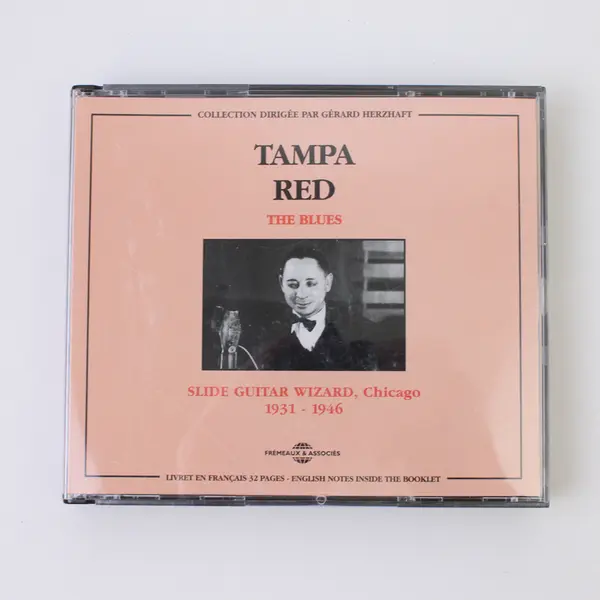 COLLECTION DIRIGÉE PAR GÉRARD HERZHAFT
TAMPA
RED
THE BLUES
SLIDE GUITAR WIZARD, Chicago
1931 - 1946
FRÉMEAUX & ASSOCIÉS
LIVRET EN FRANÇAIS 32 PAGES - ENGLISH NOTES INSIDE THE BOOKLET